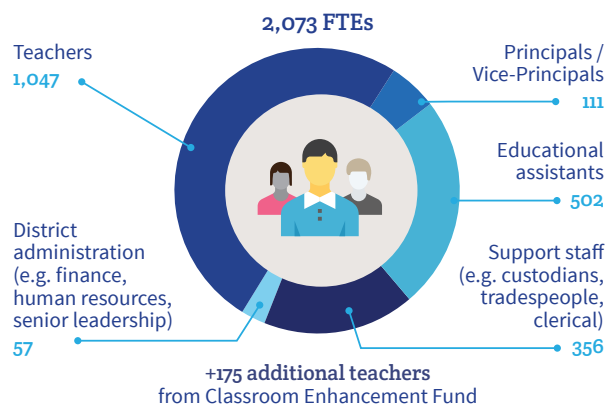 2,073 FTEs
Teachers
1,047
Principals /
Vice-Principals
111
Educational
assistants
502
District
administration
(e.g. finance,
human resources,
senior leadership)
57
Support staff
(e.g. custodians,
tradespeople,
clerical)
356
+175 additional teachers
from Classroom Enhancement Fund